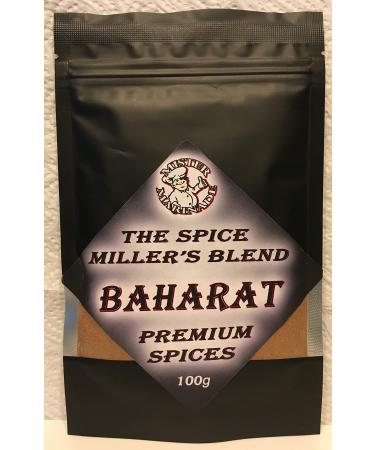 MISTER
MARINADE
THE SPICE
MILLER'S BLEND
BAHARAT
PREMIUM
SPICES
100g